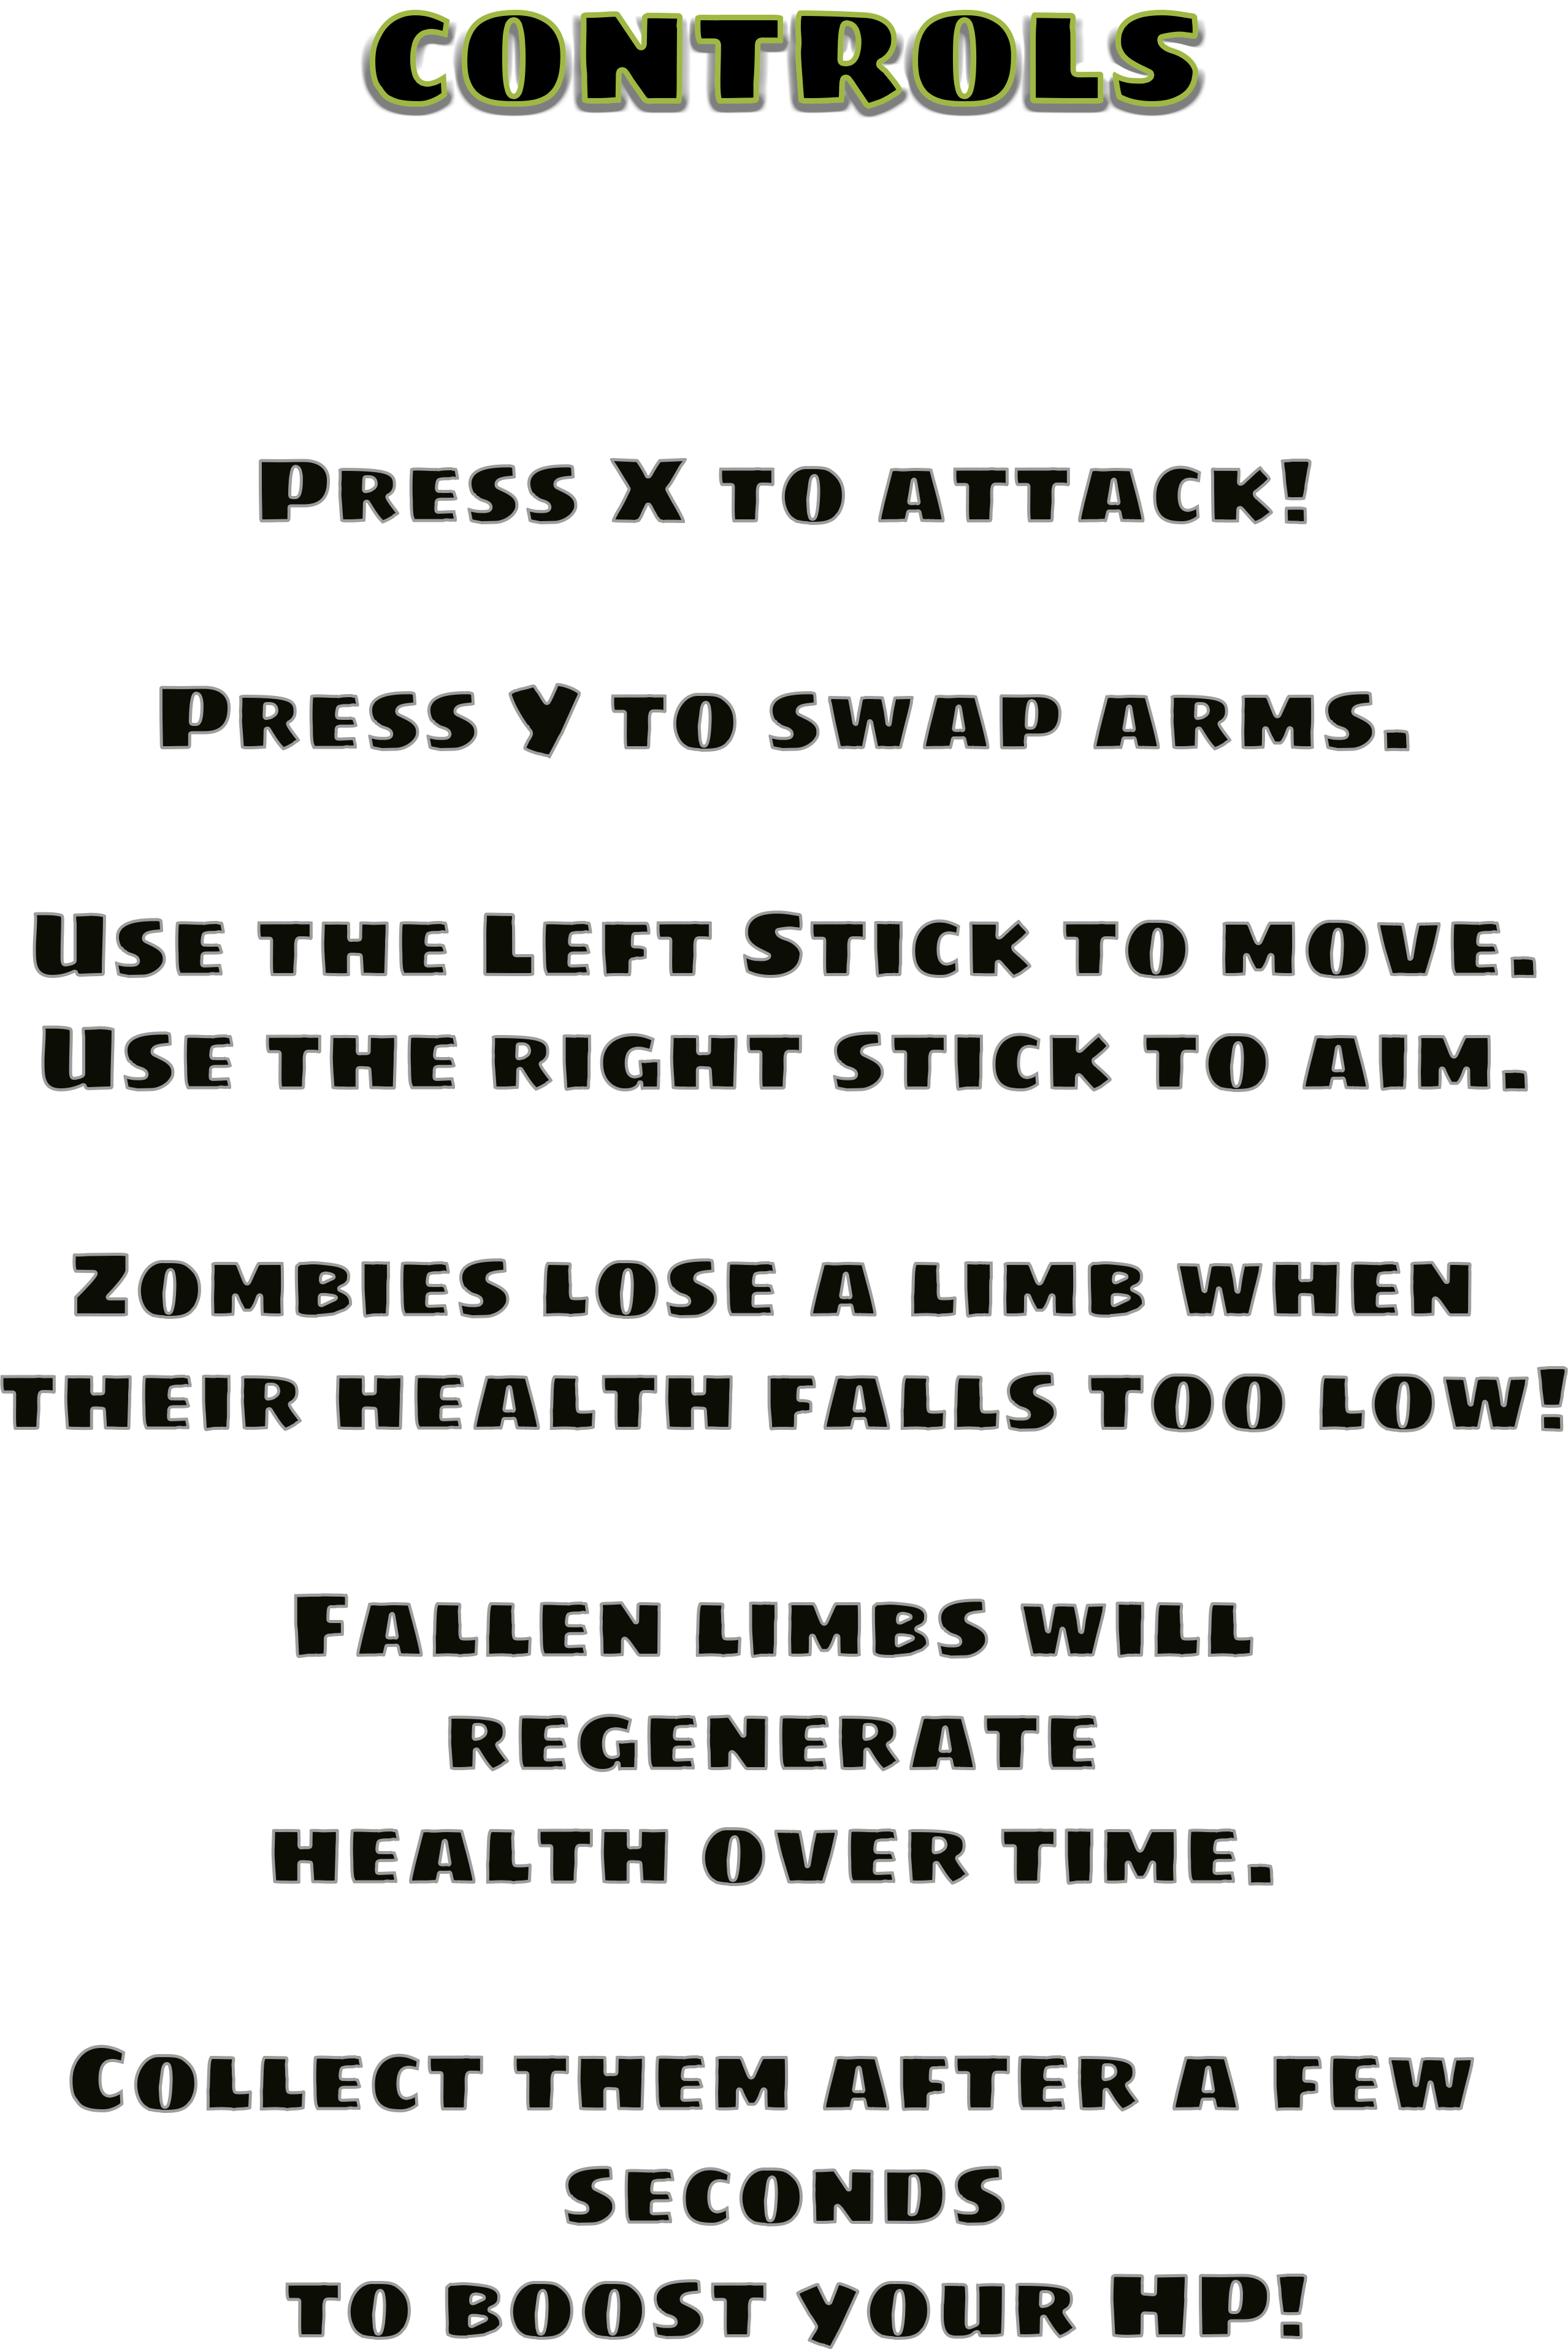 CONTROLS
Press X to attack!
Press Y to swap arms.
Use the Left Stick to move.
Use the right stick to aim.
Zombies lose a limb when
their health falls too low!
Fallen limbs will
regenerate
health over time.
Collect them after a few
seconds
to boost your HP!